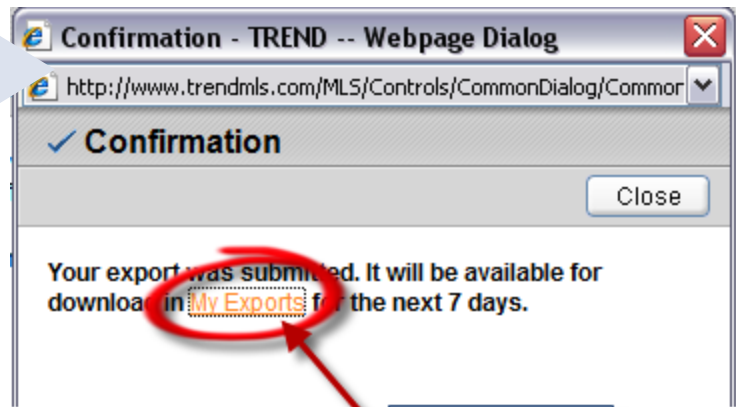 Confirmation - TREND -- Webpage Dialog
http://www.trendmls.com/MLS/Controls/CommonDialog/Commor
Confirmation
Close
Your export was submitted. It will be available for
download in My Exports for the next 7 days.